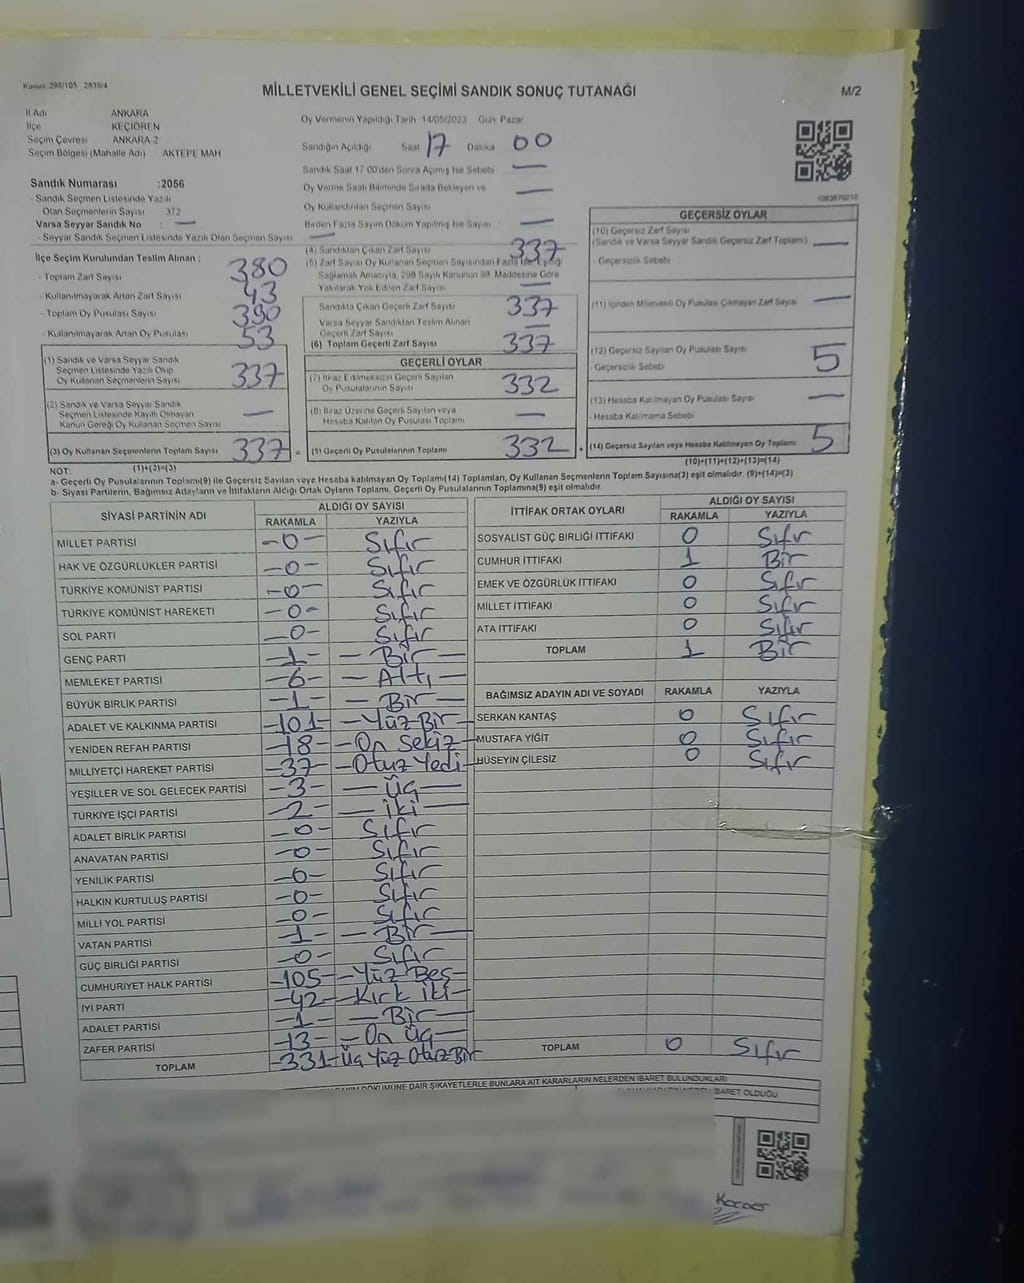 Kanun: 298/105 , 2839/4
MİLLETVEKİLİ GENEL SEÇİMİ SANDIK SONUÇ TUTANAĞI
M/2
İl Adı ANKARA
İlçe KEÇİÖREN
Seçim Çevresi ANKARA 2
Seçim Bölgesi (Mahalle Adı) AKTEPE MAH
Sandık Numarası :2056
- Sandık Seçmen Listesinde Yazılı
Olan Seçmenlerin Sayısı 372
Varsa Seyyar Sandık No : —
- Seyyar Sandık Seçmen Listesinde Yazılı Olan Seçmen Sayısı : —
İlçe Seçim Kurulundan Teslim Alınan :
- Toplam Zarf Sayısı 380
- Kullanılmayarak Artan Zarf Sayısı 43
- Toplam Oy Pusulası Sayısı 390
- Kullanılmayarak Artan Oy Pusulası 53
(1) Sandık ve Varsa Seyyar Sandık
Seçmen Listesinde Yazılı Olup
Oy Kullanan Seçmenlerin Sayısı 337
(2) Sandık ve Varsa Seyyar Sandık
Seçmen Listesinde Kayıtlı Olmayan
Kanun Gereği Oy Kullanan Seçmen Sayısı —
(3) Oy Kullanan Seçmenlerin Toplam Sayısı 337 =
(1)+(2)=(3)
Oy Vermenin Yapıldığı Tarih 14/05/2023 Gün Pazar
Sandığın Açıldığı Saat 17 Dakika 00
Sandık Saat 17:00'den Sonra Açılmış İse Sebebi —
Oy Verme Saati Bitiminde Sırada Bekleyen ve
Oy Kullandırılan Seçmen Sayısı —
Birden Fazla Sayım Döküm Yapılmış İse Sayısı : —
(4) Sandıktan Çıkan Zarf Sayısı 337
(5) Zarf Sayısı Oy Kullanan Seçmen Sayısından Fazla İse Eşitliği
Sağlamak Amacıyla, 298 Sayılı Kanunun 98. Maddesine Göre
Yakılarak Yok Edilen Zarf Sayısı —
Sandıkta Çıkan Geçerli Zarf Sayısı 337
Varsa Seyyar Sandıktan Teslim Alınan
Geçerli Zarf Sayısı —
(6) Toplam Geçerli Zarf Sayısı 337
GEÇERLİ OYLAR
(7) İtiraz Edilmeksizin Geçerli Sayılan
Oy Pusulalarının Sayısı 332
(8) İtiraz Üzerine Geçerli Sayılan veya
Hesaba Katılan Oy Pusulaları Toplamı —
(9) Geçerli Oy Pusulalarının Toplamı 332 +
GEÇERSİZ OYLAR
(10) Geçersiz Zarf Sayısı
(Sandık ve Varsa Seyyar Sandık Geçersiz Zarf Toplamı) —
- Geçersizlik Sebebi :
(11) İçinden Milletvekili Oy Pusulası Çıkmayan Zarf Sayısı —
(12) Geçersiz Sayılan Oy Pusulası Sayısı 5
- Geçersizlik Sebebi
(13) Hesaba Katılmayan Oy Pusulası Sayısı —
- Hesaba Katılmama Sebebi
(14) Geçersiz Sayılan veya Hesaba Katılmayan Oy Toplamı 5
(10)+(11)+(12)+(13)=(14)
NOT:
a- Geçerli Oy Pusulalarının Toplamı(9) ile Geçersiz Sayılan veya Hesaba katılmayan Oy Toplamı(14) Toplamları, Oy Kullanan Seçmenlerin Toplam Sayısına(3) eşit olmalıdır. (9)+(14)=(3)
b- Siyasi Partilerin, Bağımsız Adayların ve İttifakların Aldığı Ortak Oyların Toplamı, Geçerli Oy Pusulalarının Toplamına(9) eşit olmalıdır.
SİYASİ PARTİNİN ADI ALDIĞI OY SAYISI
RAKAMLA YAZIYLA
MİLLET PARTİSİ -0- Sıfır
HAK VE ÖZGÜRLÜKLER PARTİSİ -0- Sıfır
TÜRKİYE KOMÜNİST PARTİSİ -0- Sıfır
TÜRKİYE KOMÜNİST HAREKETİ -0- Sıfır
SOL PARTİ -0- Sıfır
GENÇ PARTİ -1- — Bir —
MEMLEKET PARTİSİ -6- — Altı —
BÜYÜK BİRLİK PARTİSİ -1- — Bir —
ADALET VE KALKINMA PARTİSİ -101- — Yüz Bir —
YENİDEN REFAH PARTİSİ -18- — On Sekiz —
MİLLİYETÇİ HAREKET PARTİSİ -37- — Otuz Yedi —
YEŞİLLER VE SOL GELECEK PARTİSİ -3- — Üç —
TÜRKİYE İŞÇİ PARTİSİ -2- — İki —
ADALET BİRLİK PARTİSİ -0- Sıfır
ANAVATAN PARTİSİ -0- Sıfır
YENİLİK PARTİSİ -0- Sıfır
HALKIN KURTULUŞ PARTİSİ -0- Sıfır
MİLLİ YOL PARTİSİ -0- Sıfır
VATAN PARTİSİ -1- — Bir —
GÜÇ BİRLİĞİ PARTİSİ -0- Sıfır
CUMHURİYET HALK PARTİSİ -105- — Yüz Beş —
İYİ PARTİ -42- — Kırk iki —
ADALET PARTİSİ -1- — Bir —
ZAFER PARTİSİ -13- — On Üç —
TOPLAM -331- Üç Yüz Otuz Bir
İTTİFAK ORTAK OYLARI ALDIĞI OY SAYISI
RAKAMLA YAZIYLA
SOSYALİST GÜÇ BİRLİĞİ İTTİFAKI 0 Sıfır
CUMHUR İTTİFAKI 1 Bir
EMEK VE ÖZGÜRLÜK İTTİFAKI 0 Sıfır
MİLLET İTTİFAKI 0 Sıfır
ATA İTTİFAKI 0 Sıfır
TOPLAM 1 Bir
BAĞIMSIZ ADAYIN ADI VE SOYADI RAKAMLA YAZIYLA
SERKAN KANTAŞ 0 Sıfır
MUSTAFA YİĞİT 0 Sıfır
HÜSEYİN ÇİLESİZ 0 Sıfır
TOPLAM 0 Sıfır
DÖKÜMÜNE DAİR ŞİKAYETLERLE BUNLARA AİT KARARLARIN NELERDEN İBARET BULUNDUKLARI
İBARET OLDUĞU